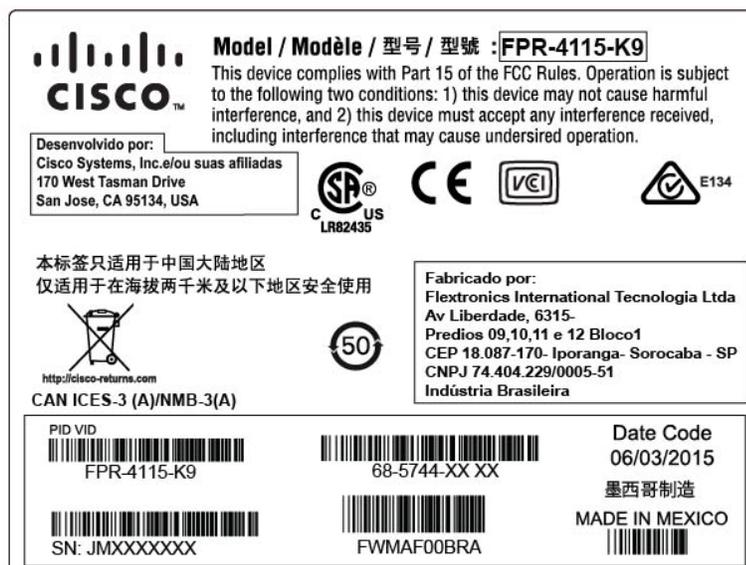 CISCO™
Model / Modèle / 型号 / 型號 : FPR-4115-K9
This device complies with Part 15 of the FCC Rules. Operation is subject
to the following two conditions: 1) this device may not cause harmful
interference, and 2) this device must accept any interference received,
including interference that may cause undersired operation.
Desenvolvido por:
Cisco Systems, Inc.e/ou suas afiliadas
170 West Tasman Drive
San Jose, CA 95134, USA
SA ®
C US
LR82435
CE
VCI
E134
本标签只适用于中国大陆地区
仅适用于在海拔两千米及以下地区安全使用
http://cisco-returns.com
50
CAN ICES-3 (A)/NMB-3(A)
Fabricado por:
Flextronics International Tecnologia Ltda
Av Liberdade, 6315-
Predios 09,10,11 e 12 Bloco1
CEP 18.087-170- Iporanga- Sorocaba - SP
CNPJ 74.404.229/0005-51
Indústria Brasileira
PID VID
FPR-4115-K9
68-5744-XX XX
SN: JMXXXXXXX
FWMAF00BRA
Date Code
06/03/2015
墨西哥制造
MADE IN MEXICO